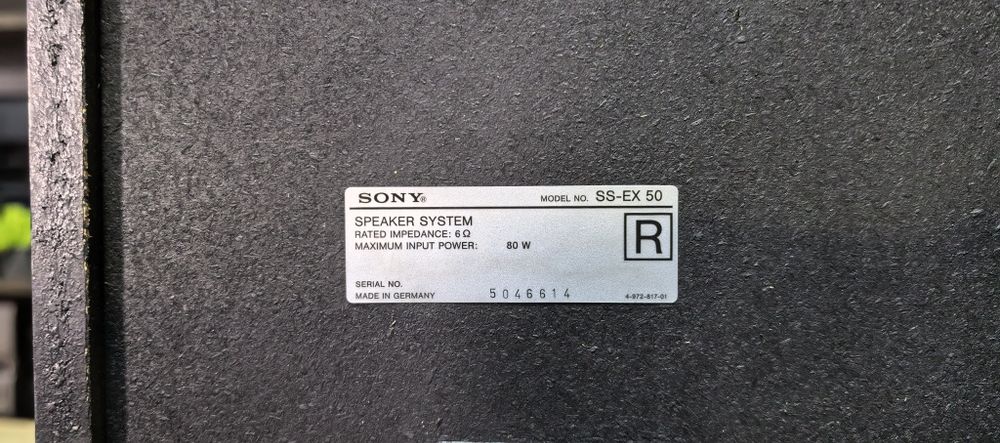 SONY® MODEL NO. SS-EX 50
SPEAKER SYSTEM
RATED IMPEDANCE: 6 Ω
MAXIMUM INPUT POWER: 80 W
R
SERIAL NO.
MADE IN GERMANY 5046614 4-972-817-01